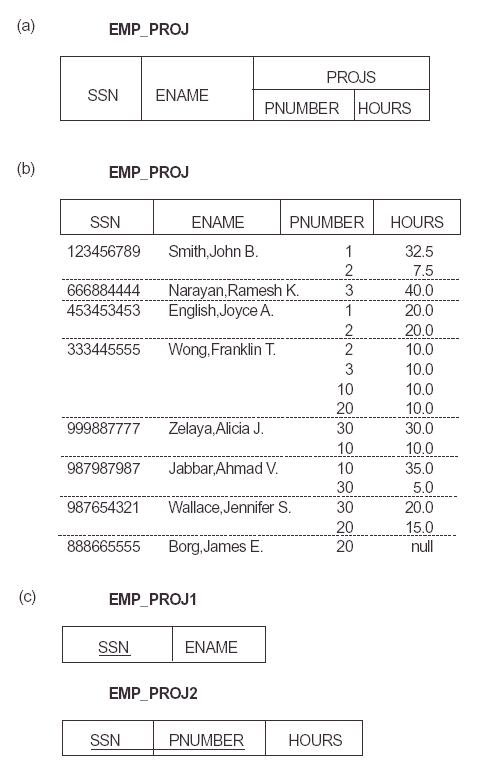 (a) EMP_PROJ
PROJS
SSN ENAME
PNUMBER HOURS
(b) EMP_PROJ
SSN ENAME PNUMBER HOURS
123456789 Smith,John B. 1 32.5
2 7.5
666884444 Narayan,Ramesh K. 3 40.0
453453453 English,Joyce A. 1 20.0
2 20.0
333445555 Wong,Franklin T. 2 10.0
3 10.0
10 10.0
20 10.0
999887777 Zelaya,Alicia J. 30 30.0
10 10.0
987987987 Jabbar,Ahmad V. 10 35.0
30 5.0
987654321 Wallace,Jennifer S. 30 20.0
20 15.0
888665555 Borg,James E. 20 null
(c) EMP_PROJ1
SSN ENAME
EMP_PROJ2
SSN PNUMBER HOURS